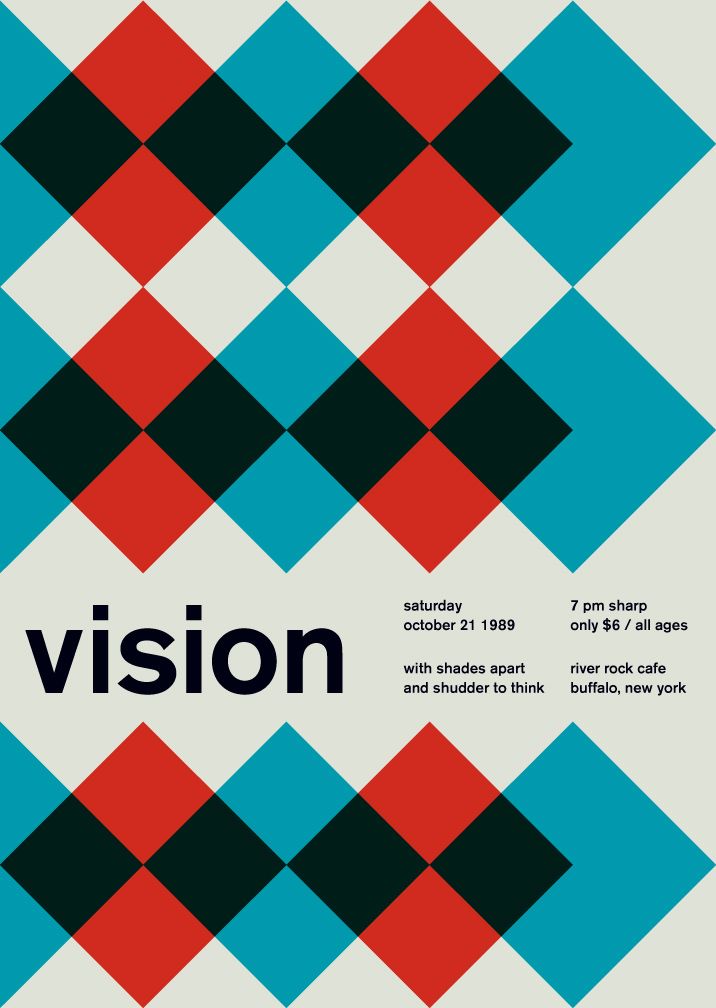 vision
saturday
october 21 1989
with shades apart
and shudder to think
7 pm sharp
only $6 / all ages
river rock cafe
buffalo, new york